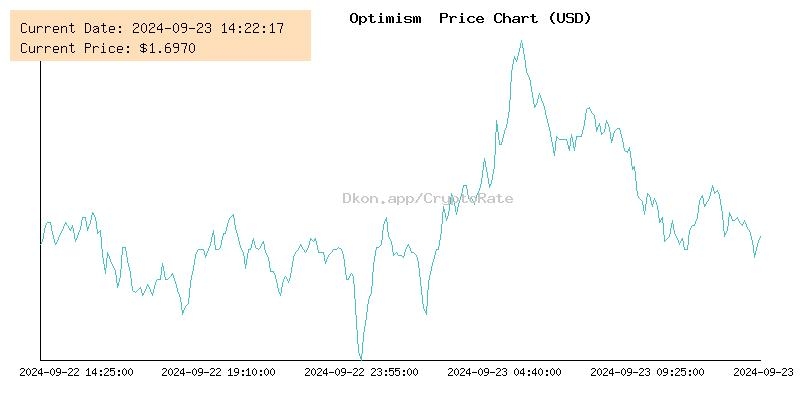 Optimism  Price Chart (USD)
Current Date: 2024-09-23 14:22:17
Current Price: $1.6970
Dkon.app/CryptoRate
2024-09-22 14:25:00 2024-09-22 19:10:00 2024-09-22 23:55:00 2024-09-23 04:40:00 2024-09-23 09:25:00 2024-09-23